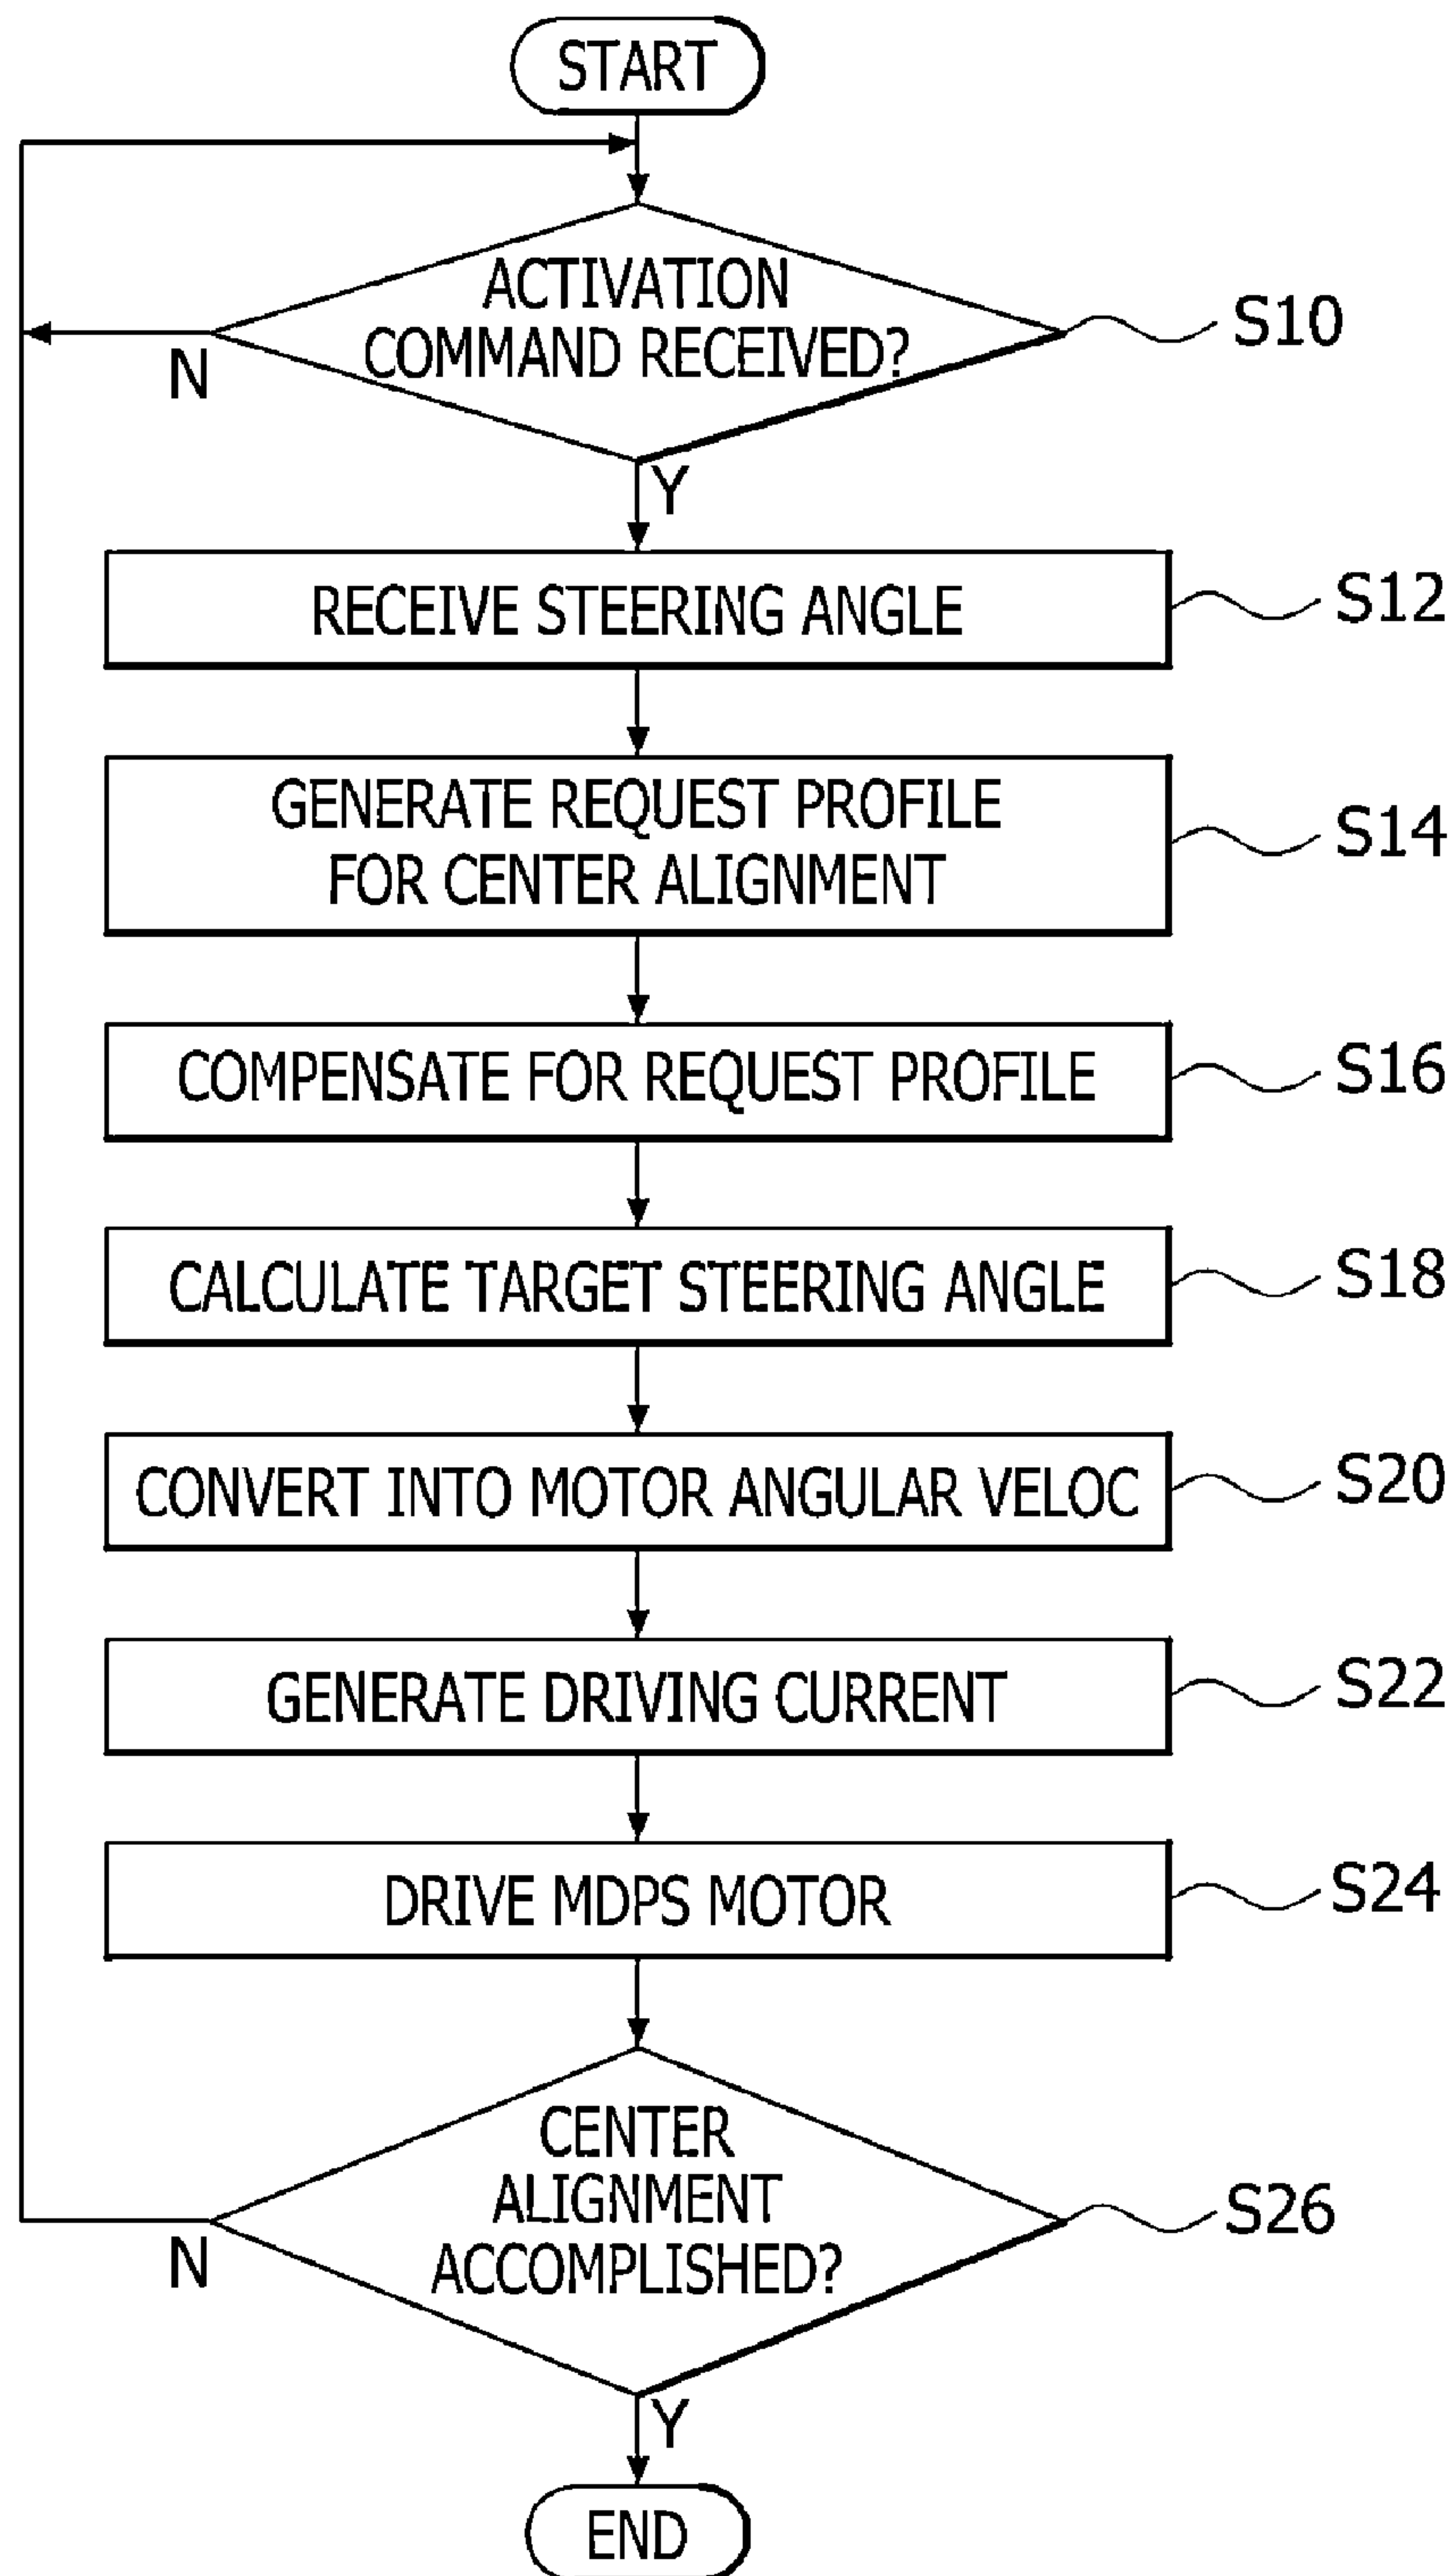 START
ACTIVATION
COMMAND RECEIVED?
S10
N
Y
RECEIVE STEERING ANGLE
S12
GENERATE REQUEST PROFILE
FOR CENTER ALIGNMENT
S14
COMPENSATE FOR REQUEST PROFILE
S16
CALCULATE TARGET STEERING ANGLE
S18
CONVERT INTO MOTOR ANGULAR VELOC
S20
GENERATE DRIVING CURRENT
S22
DRIVE MDPS MOTOR
S24
CENTER
ALIGNMENT
ACCOMPLISHED?
S26
N
Y
END